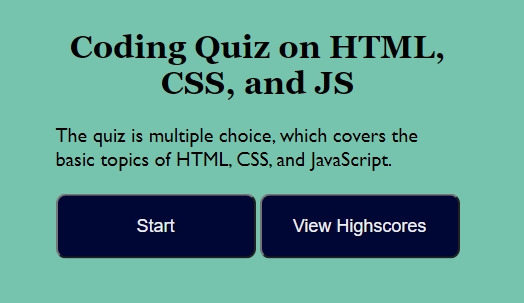 Coding Quiz on HTML,
CSS, and JS
The quiz is multiple choice, which covers the
basic topics of HTML, CSS, and JavaScript.
Start
View Highscores